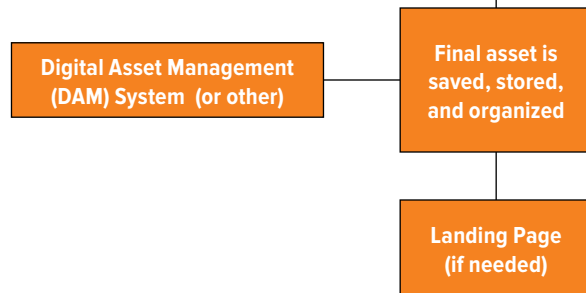 Digital Asset Management
(DAM) System (or other)
Final asset is
saved, stored,
and organized
Landing Page
(if needed)